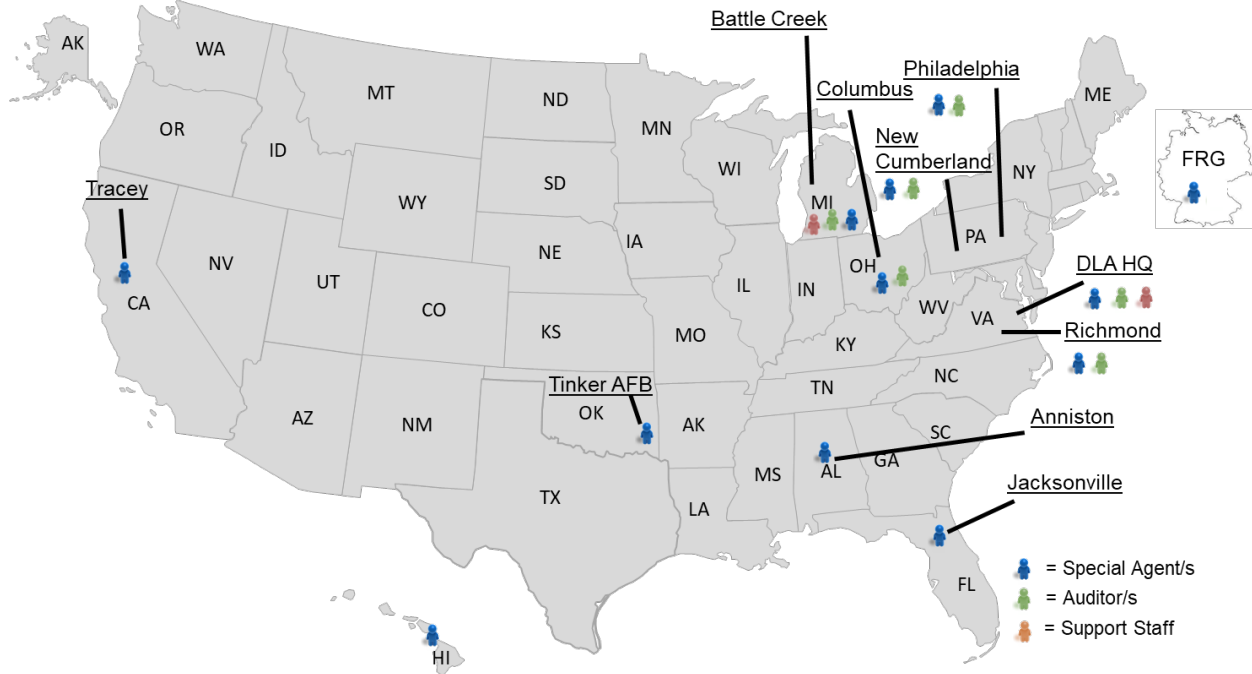 Battle Creek
Philadelphia
Columbus
New
Cumberland
AK
WA
MT
ND
MN
ME
OR
ID
WI
NY
FRG
Tracey
SD
WY
MI
PA
DLA HQ
NV
UT
NE
IA
OH
CA
CO
IL
IN
WV
VA
Richmond
KS
MO
KY
Tinker AFB
TN
NC
AZ
NM
OK
AK
SC
Anniston
MS
AL
GA
TX
LA
Jacksonville
FL
= Special Agent/s
= Auditor/s
= Support Staff
HI